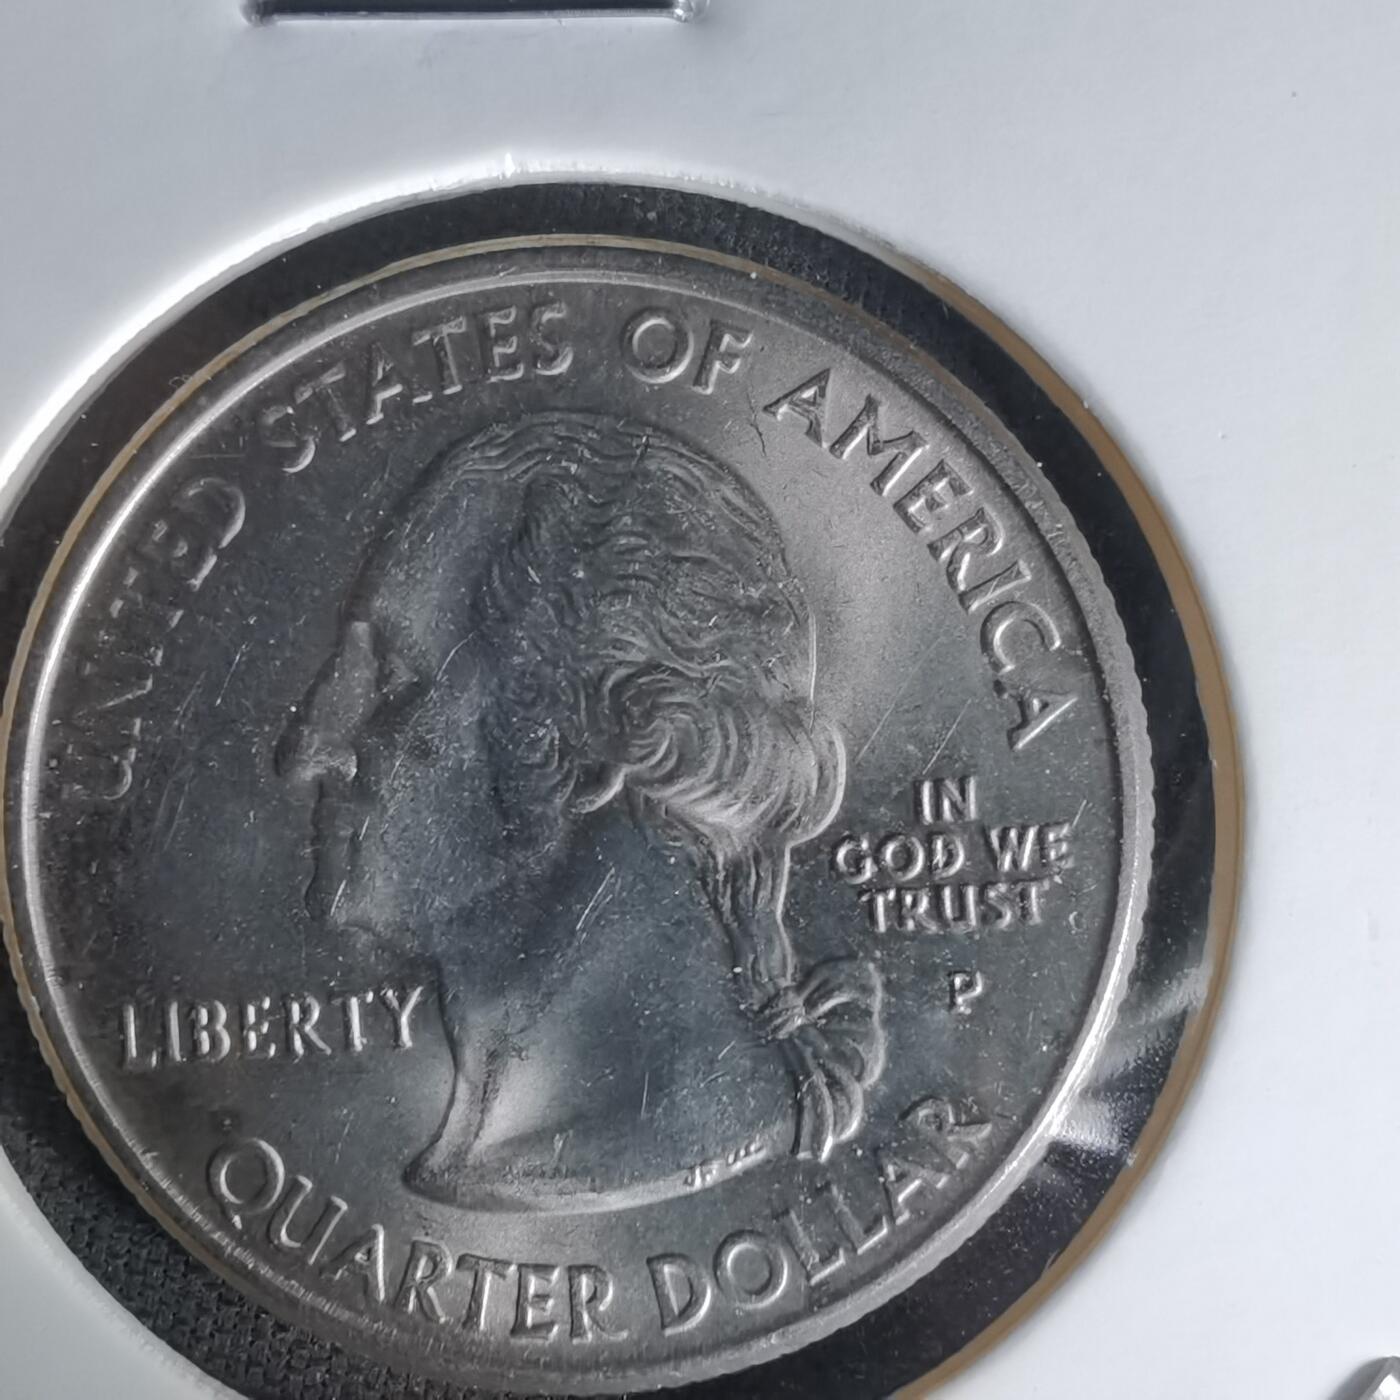 UNITED STATES OF AMERICA
IN
GOD WE
TRUST
P
LIBERTY
QUARTER DOLLAR